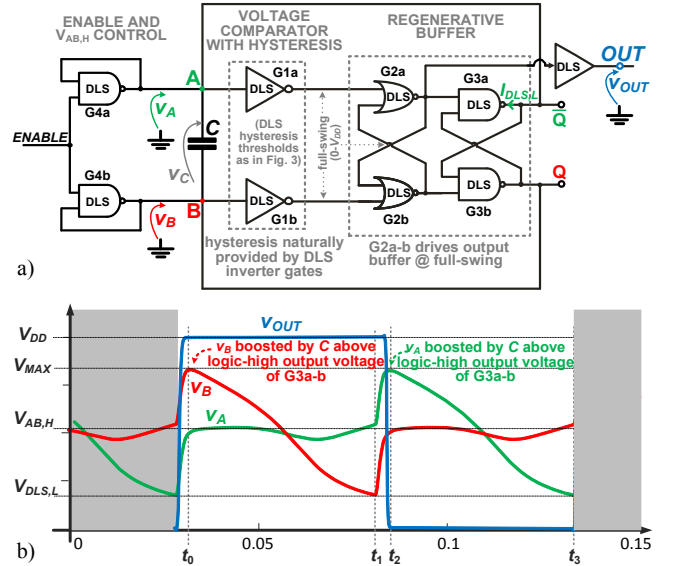 ENABLE AND
V_AB,H CONTROL
VOLTAGE
COMPARATOR
WITH HYSTERESIS
REGENERATIVE
BUFFER
a)
A
G1a
G2a
G3a
OUT
DLS
DLS
DLS
DLS
DLS
G4a
v_A
C
(DLS
hysteresis
thresholds
as in Fig. 3)
full-swing
(0-V_DD)
I_DLS,L
v_OUT
Q
ENABLE
v_C
G4b
DLS
v_B
B
DLS
G1b
DLS
G2b
DLS
G3b
Q
hysteresis naturally
provided by DLS
inverter gates
G2a-b drives output
buffer @ full-swing
b)
V_DD
v_OUT
V_MAX
v_B boosted by C above
logic-high output voltage
of G3a-b
v_A boosted by C above
logic-high output voltage
of G3a-b
v_B
V_AB,H
v_A
V_DLS,L
0
t_0
0.05
t_1
t_2
0.1
t_3
0.15